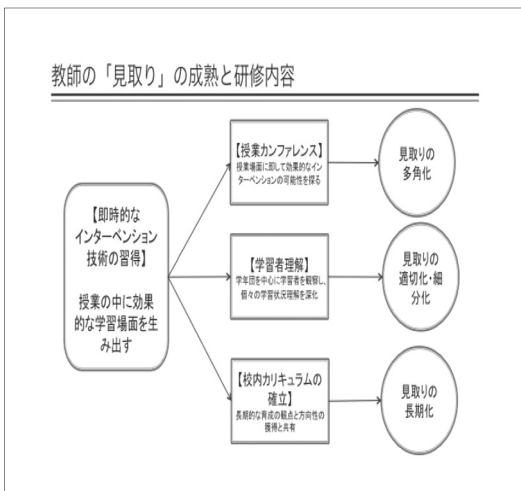 教師の「見取り」の成熟と研修内容
【即時的な
インターベンション
技術の習得】
授業の中に効果
的な学習場面を生
み出す
【授業カンファレンス】
授業場面に即して効果的なイン
ターベンションの可能性を探る
見取りの
多角化
【学習者理解】
学年団を中心に学習者を観察し、
個々の学習状況理解を深化
見取りの
適切化・細
分化
【校内カリキュラムの
確立】
長期的な育成の観点と方向性の
獲得と共有
見取りの
長期化